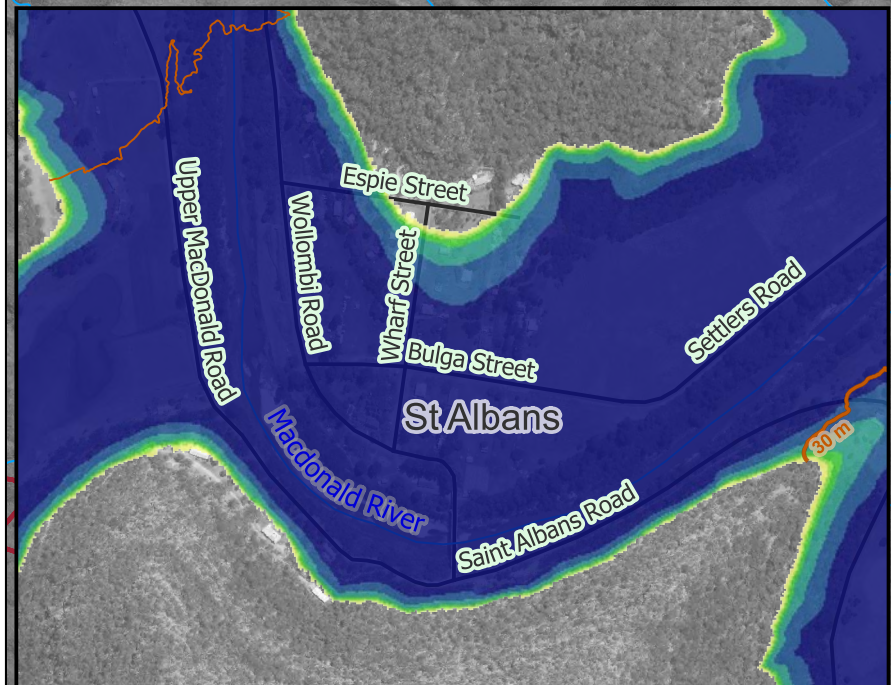 Espie Street
Upper MacDonald Road
Wollombi Road
Wharf Street
Settlers Road
Bulga Street
St Albans
Macdonald River
30 m
Saint Albans Road